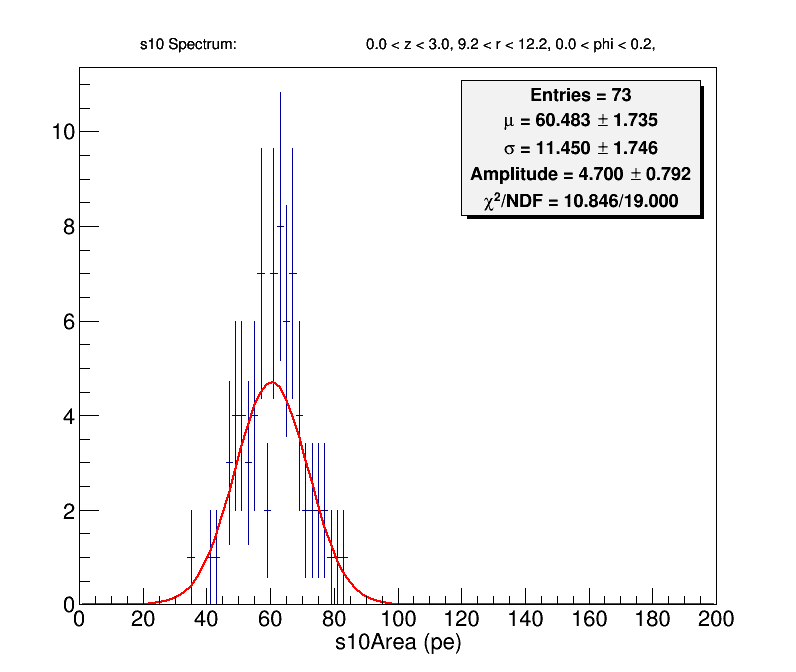 s10 Spectrum: 0.0 < z < 3.0, 9.2 < r < 12.2, 0.0 < phi < 0.2,
Entries = 73
μ = 60.483 ± 1.735
σ = 11.450 ± 1.746
Amplitude = 4.700 ± 0.792
χ²/NDF = 10.846/19.000
10
8
6
4
2
0
0 20 40 60 80 100 120 140 160 180 200
s10Area (pe)